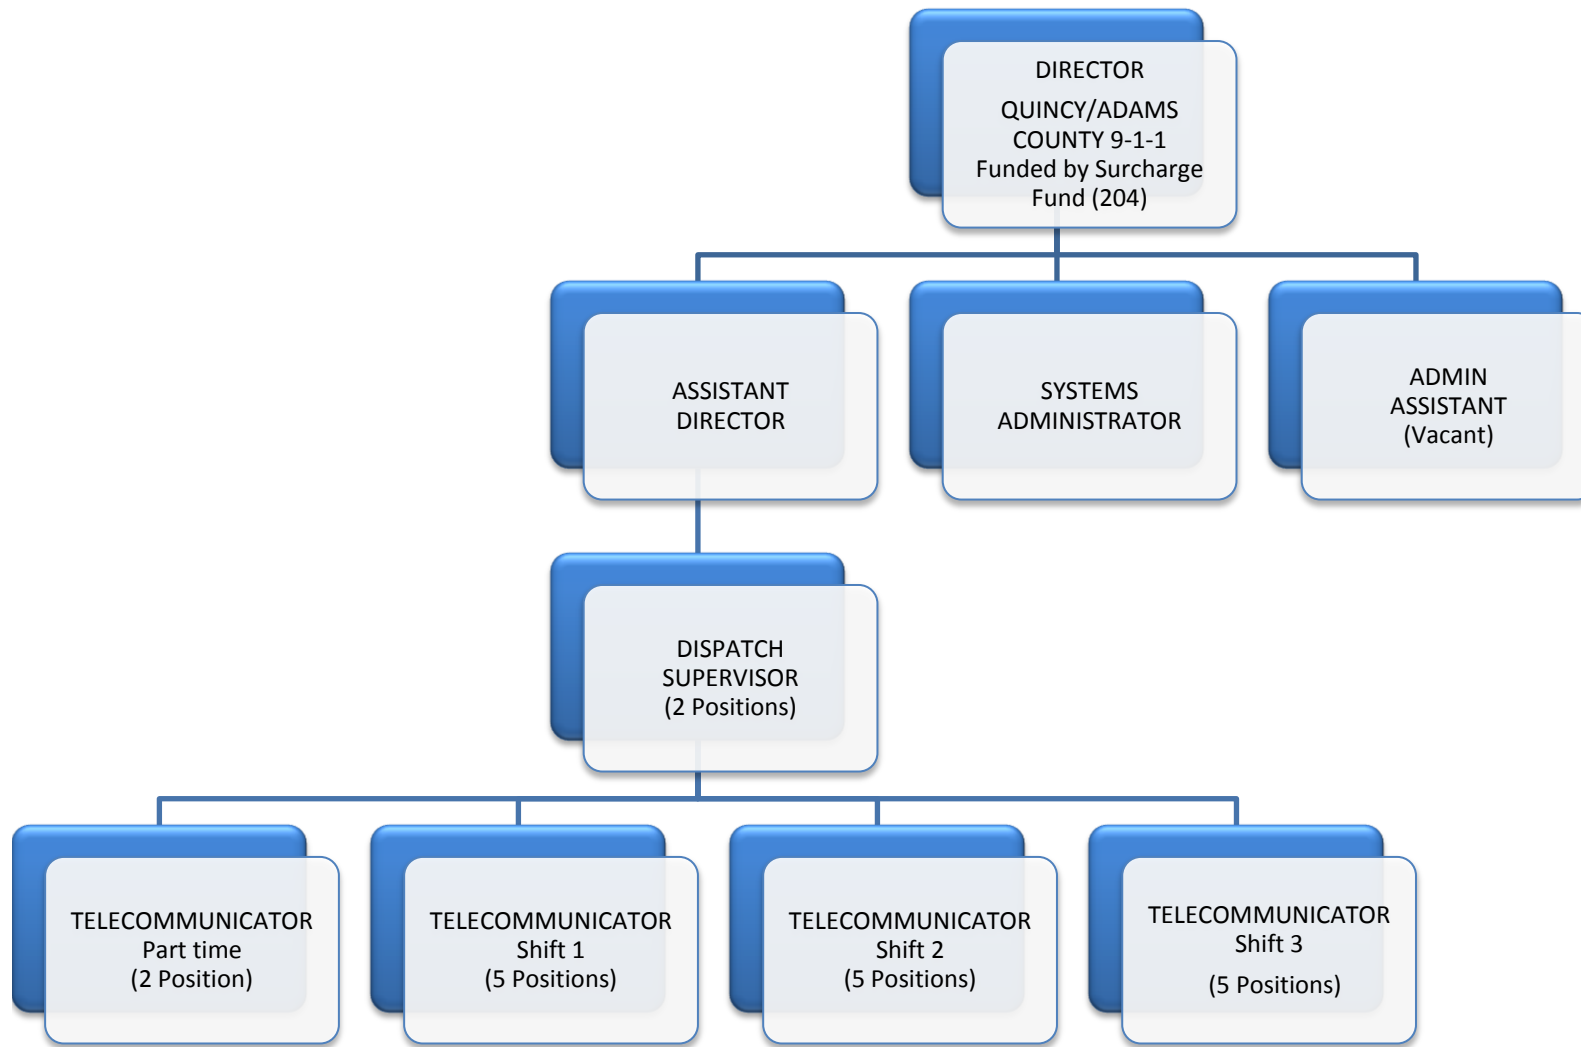 DIRECTOR
QUINCY/ADAMS
COUNTY 9-1-1
Funded by Surcharge
Fund (204)
ASSISTANT
DIRECTOR
SYSTEMS
ADMINISTRATOR
ADMIN
ASSISTANT
(Vacant)
DISPATCH
SUPERVISOR
(2 Positions)
TELECOMMUNICATOR
Part time
(2 Position)
TELECOMMUNICATOR
Shift 1
(5 Positions)
TELECOMMUNICATOR
Shift 2
(5 Positions)
TELECOMMUNICATOR
Shift 3
(5 Positions)